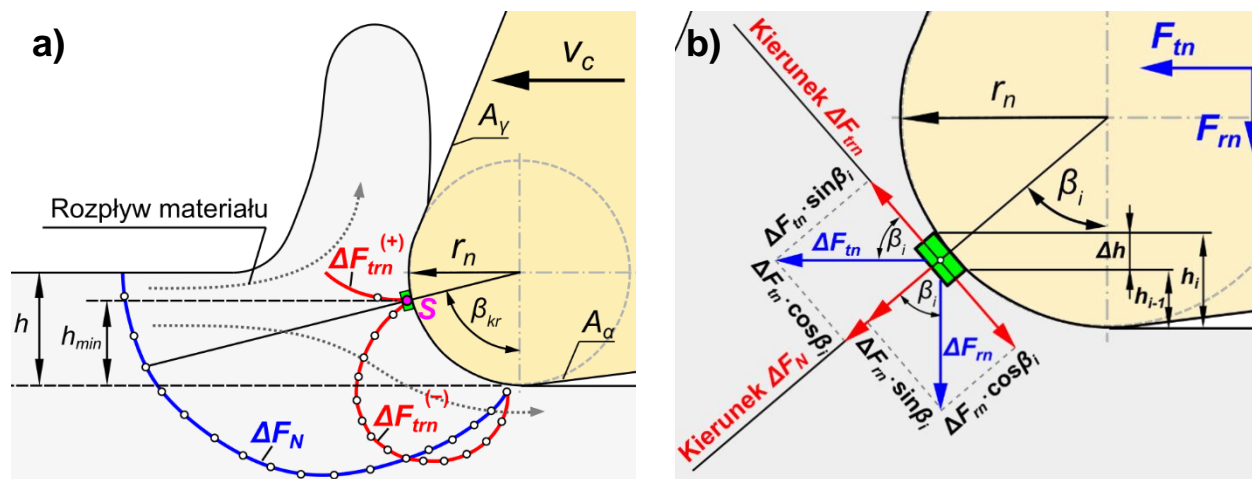 a)
v_c
A_γ
Rozpływ materiału
ΔF_trn^(+)
r_n
S
β_kr
h
h_min
A_α
ΔF_trn^(−)
ΔF_N
b)
F_tn
Kierunek ΔF_trn
r_n
F_rn
β_i
ΔF_tn·sinβ_i
ΔF_tn
β_i
Δh
h_i
h_i-1
ΔF_tn·cosβ_i
β_i
ΔF_rn
ΔF_rn·sinβ_i
ΔF_rn·cosβ_i
Kierunek ΔF_N